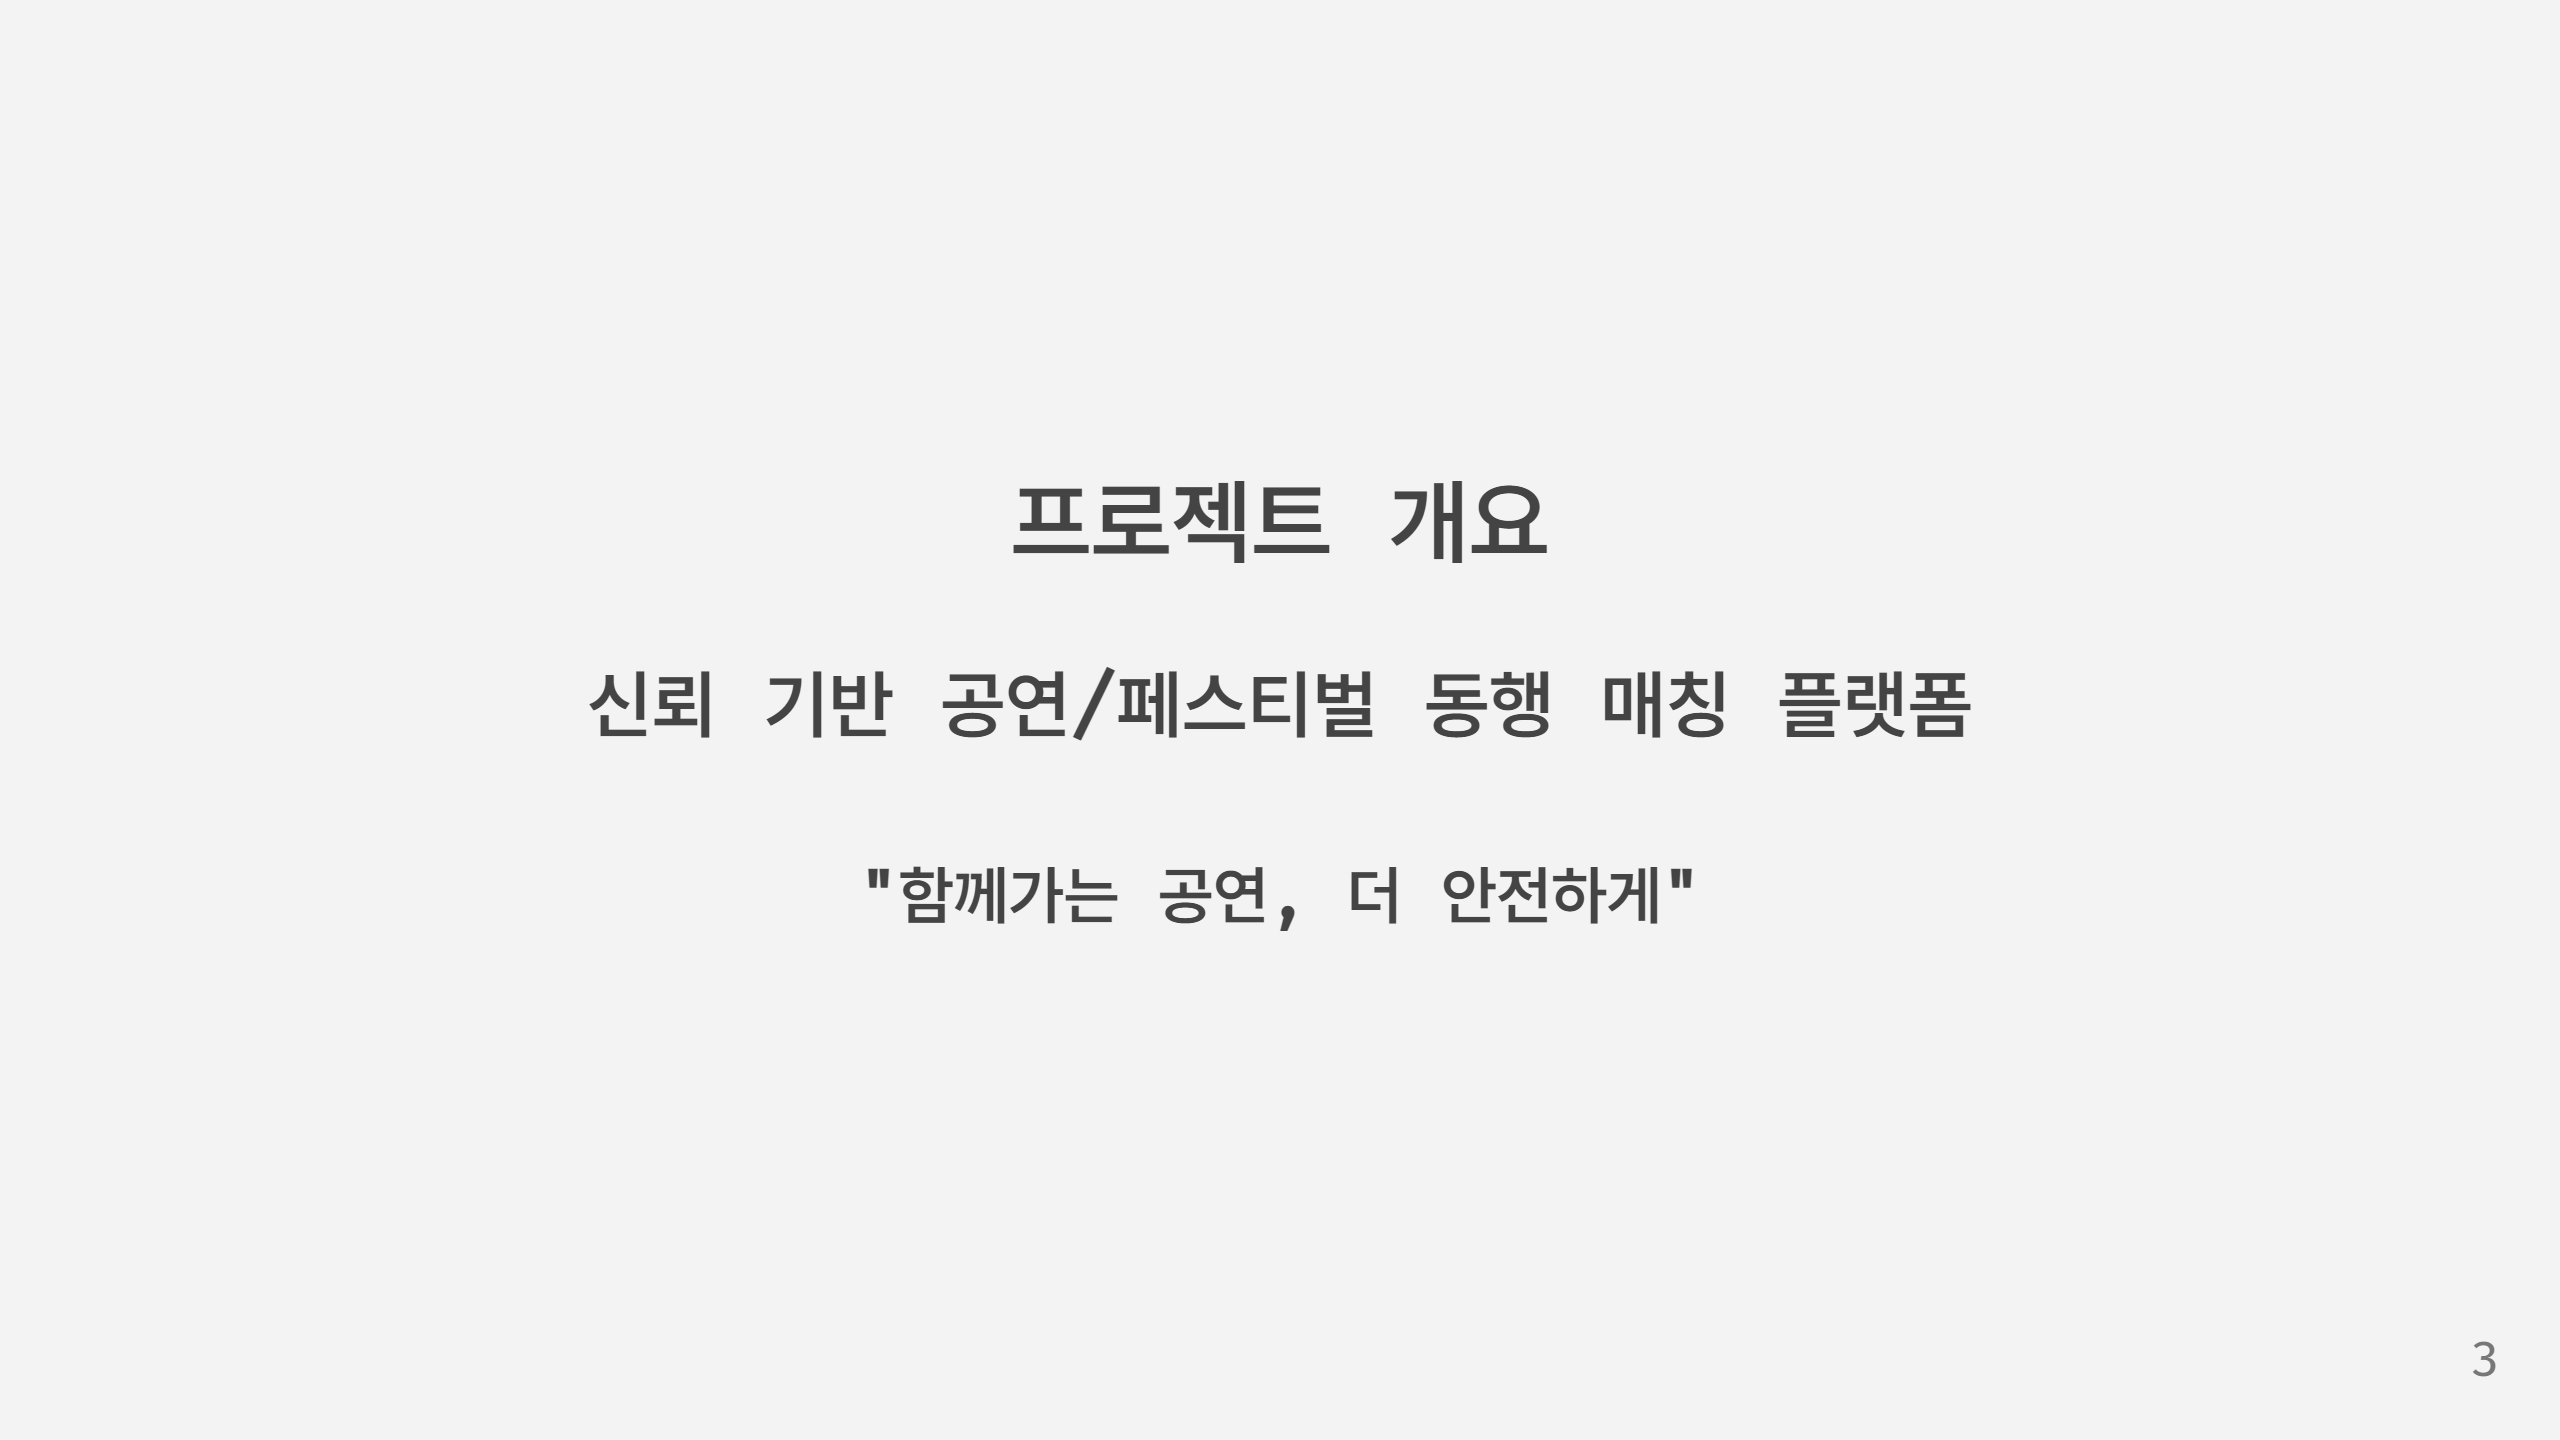 프로젝트 개요
신뢰 기반 공연/페스티벌 동행 매칭 플랫폼
"함께가는 공연, 더 안전하게"
3